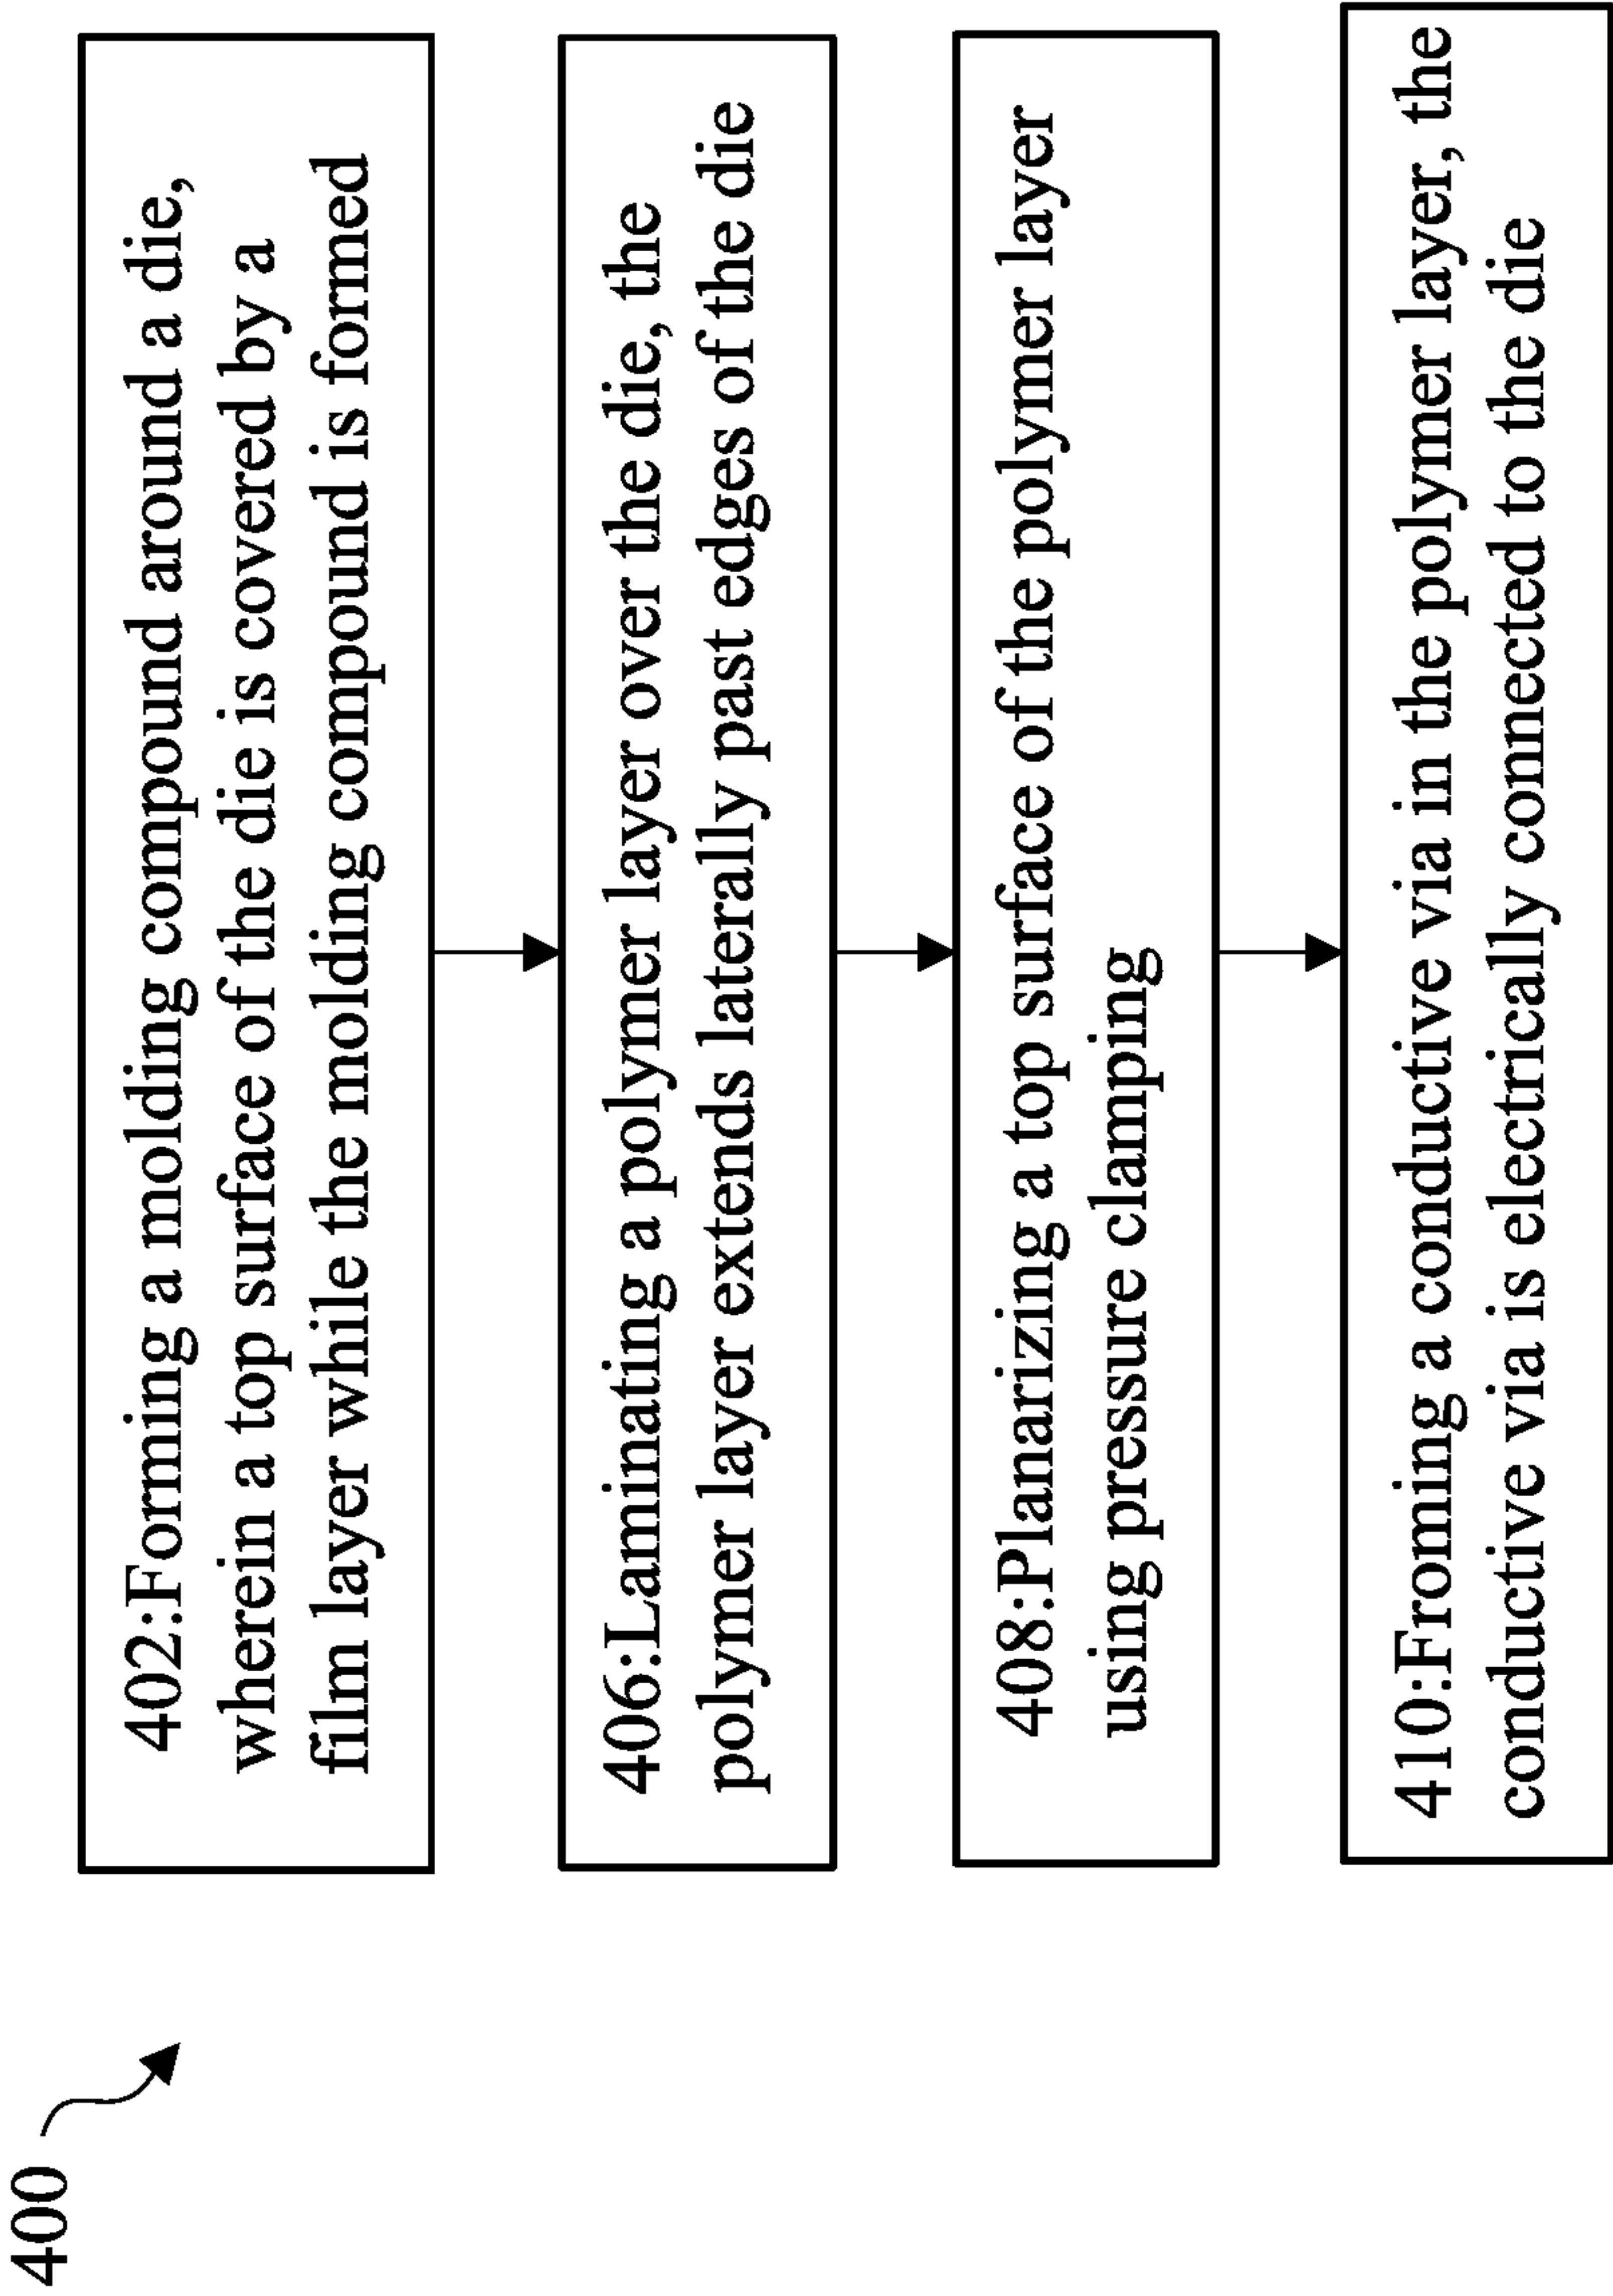 400
402:Forming a molding compound around a die,
wherein a top surface of the die is covered by a
film layer while the molding compound is formed
406:Laminating a polymer layer over the die, the
polymer layer extends laterally past edges of the die
408:Planarizing a top surface of the polymer layer
using pressure clamping
410:Froming a conductive via in the polymer layer, the
conductive via is electrically connected to the die